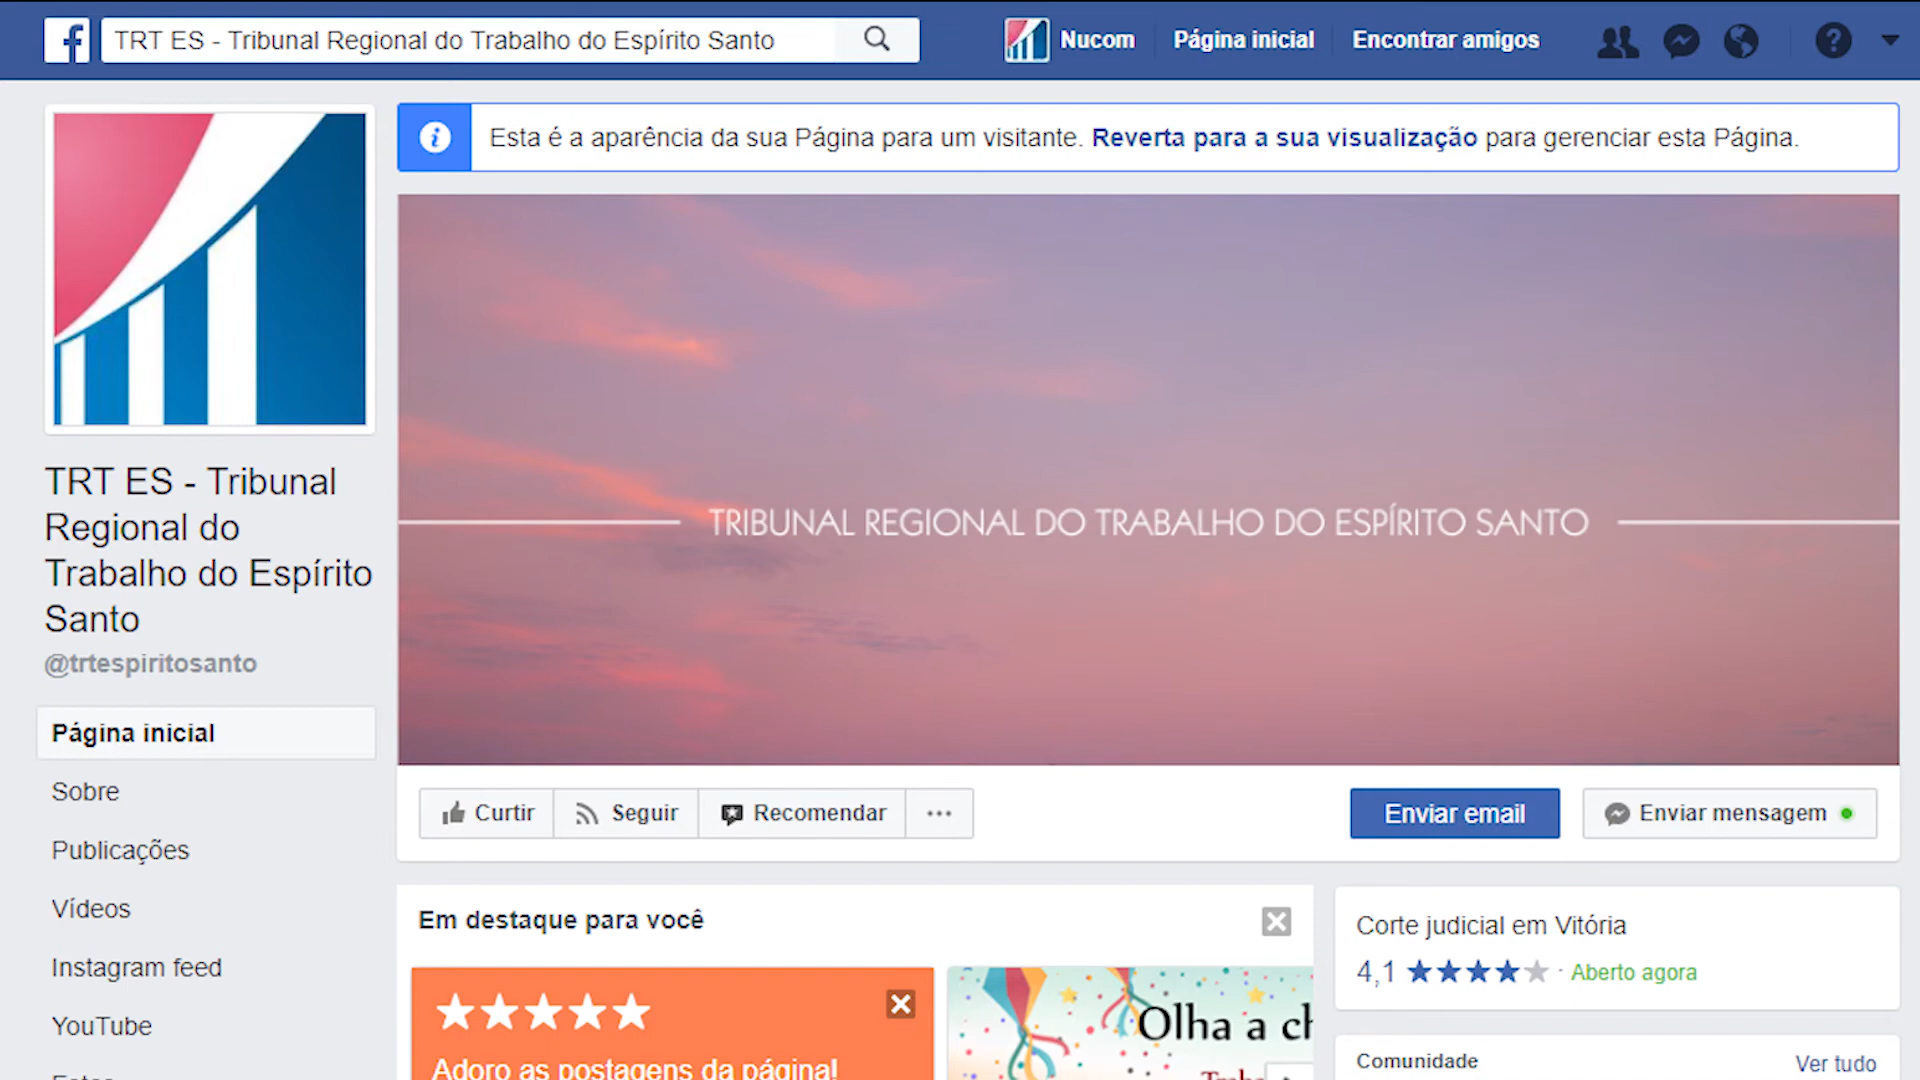 TRT ES - Tribunal Regional do Trabalho do Espírito Santo
Nucom
Página inicial
Encontrar amigos
Esta é a aparência da sua Página para um visitante. Reverta para a sua visualização para gerenciar esta Página.
TRIBUNAL REGIONAL DO TRABALHO DO ESPÍRITO SANTO
TRT ES - Tribunal
Regional do
Trabalho do Espírito
Santo
@trtespiritosanto
Página inicial
Sobre
Publicações
Vídeos
Instagram feed
YouTube
Curtir
Seguir
Recomendar
Enviar email
Enviar mensagem
Em destaque para você
Adoro as postagens da página!
Olha a ch
Corte judicial em Vitória
4,1 · Aberto agora
Comunidade
Ver tudo